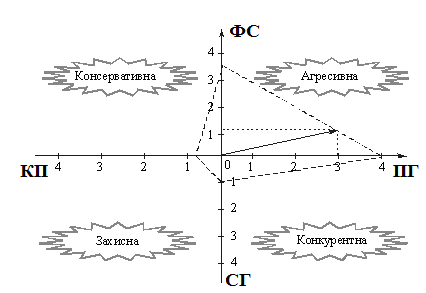 ФС
4
Консервативна
Агресивна
3
2
1
4 3 2 1 0 1 2 3 4
КП
ПГ
1
2
Захисна
Конкурентна
3
4
СГ